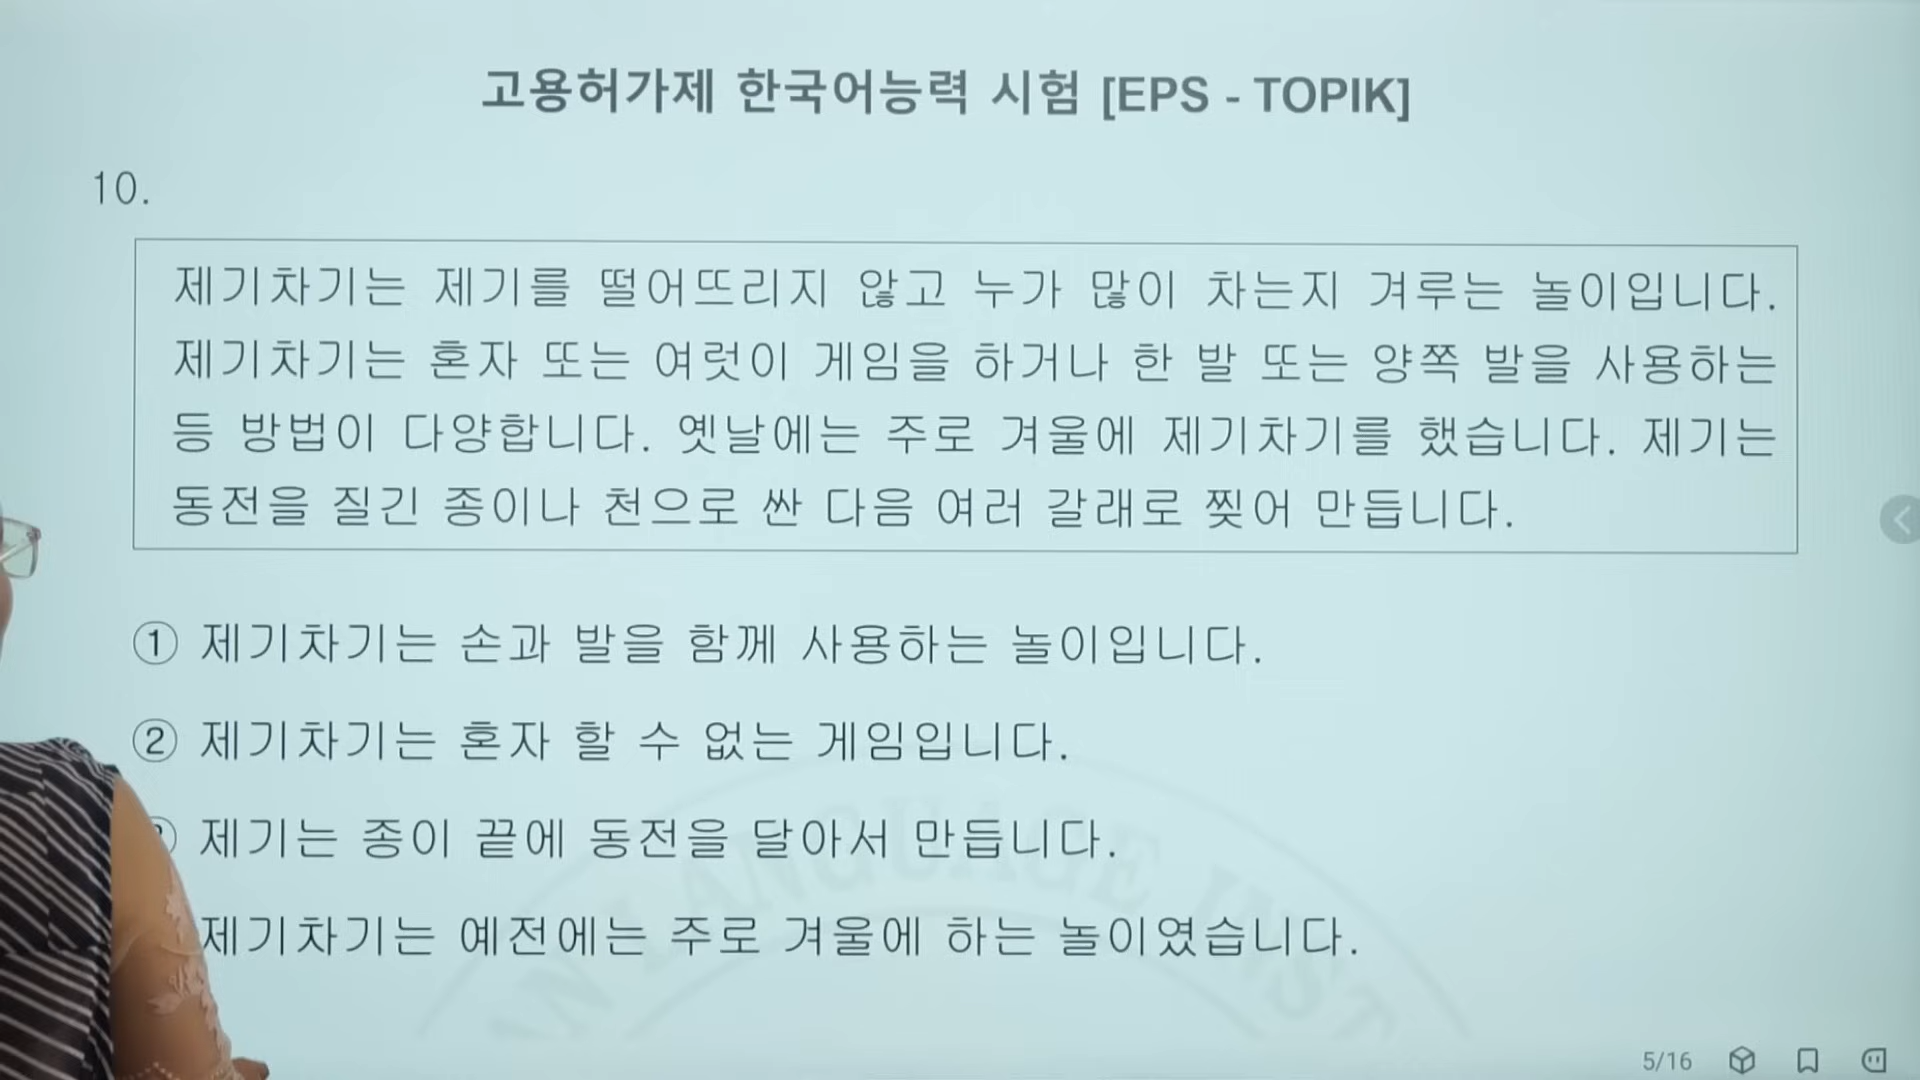 고용허가제 한국어능력 시험 [EPS - TOPIK]
10.
제기차기는 제기를 떨어뜨리지 않고 누가 많이 차는지 겨루는 놀이입니다.
제기차기는 혼자 또는 여럿이 게임을 하거나 한 발 또는 양쪽 발을 사용하는
등 방법이 다양합니다. 옛날에는 주로 겨울에 제기차기를 했습니다. 제기는
동전을 질긴 종이나 천으로 싼 다음 여러 갈래로 찢어 만듭니다.
① 제기차기는 손과 발을 함께 사용하는 놀이입니다.
② 제기차기는 혼자 할 수 없는 게임입니다.
제기는 종이 끝에 동전을 달아서 만듭니다.
제기차기는 예전에는 주로 겨울에 하는 놀이였습니다.
LANGUAGE
5/16